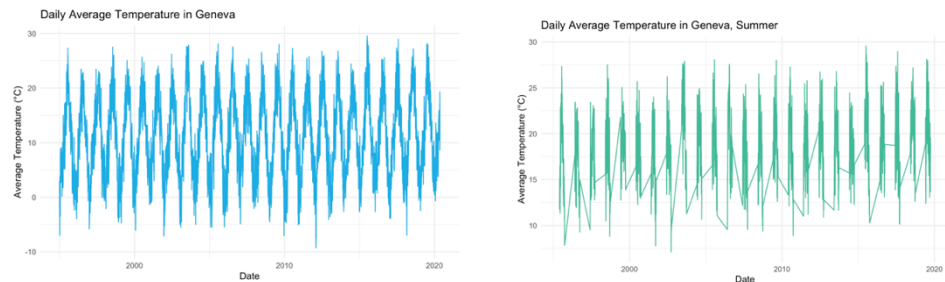 Daily Average Temperature in Geneva
Average Temperature (°C)
30
20
10
0
-10
2000
2010
2020
Date
Daily Average Temperature in Geneva, Summer
Average Temperature (°C)
30
25
20
15
10
2000
2010
2020
Date